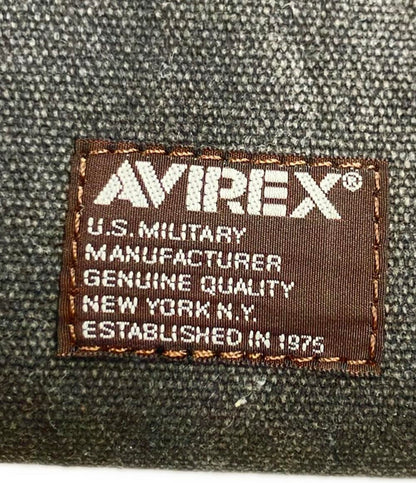 AVIREX®
U.S. MILITARY
MANUFACTURER
GENUINE QUALITY
NEW YORK N.Y.
ESTABLISHED IN 1975